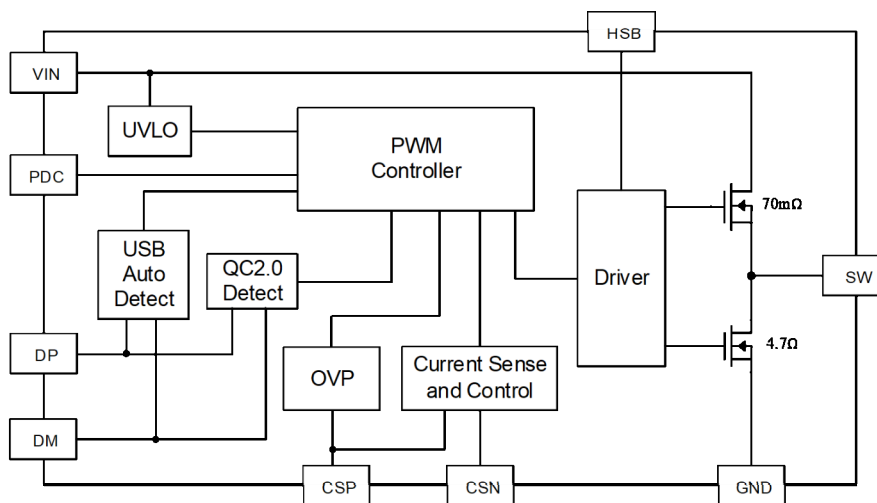 HSB
VIN
UVLO
PWM
Controller
PDC
70mΩ
USB
Auto
Detect
QC2.0
Detect
Driver
SW
DP
OVP
Current Sense
and Control
4.7Ω
DM
CSP
CSN
GND